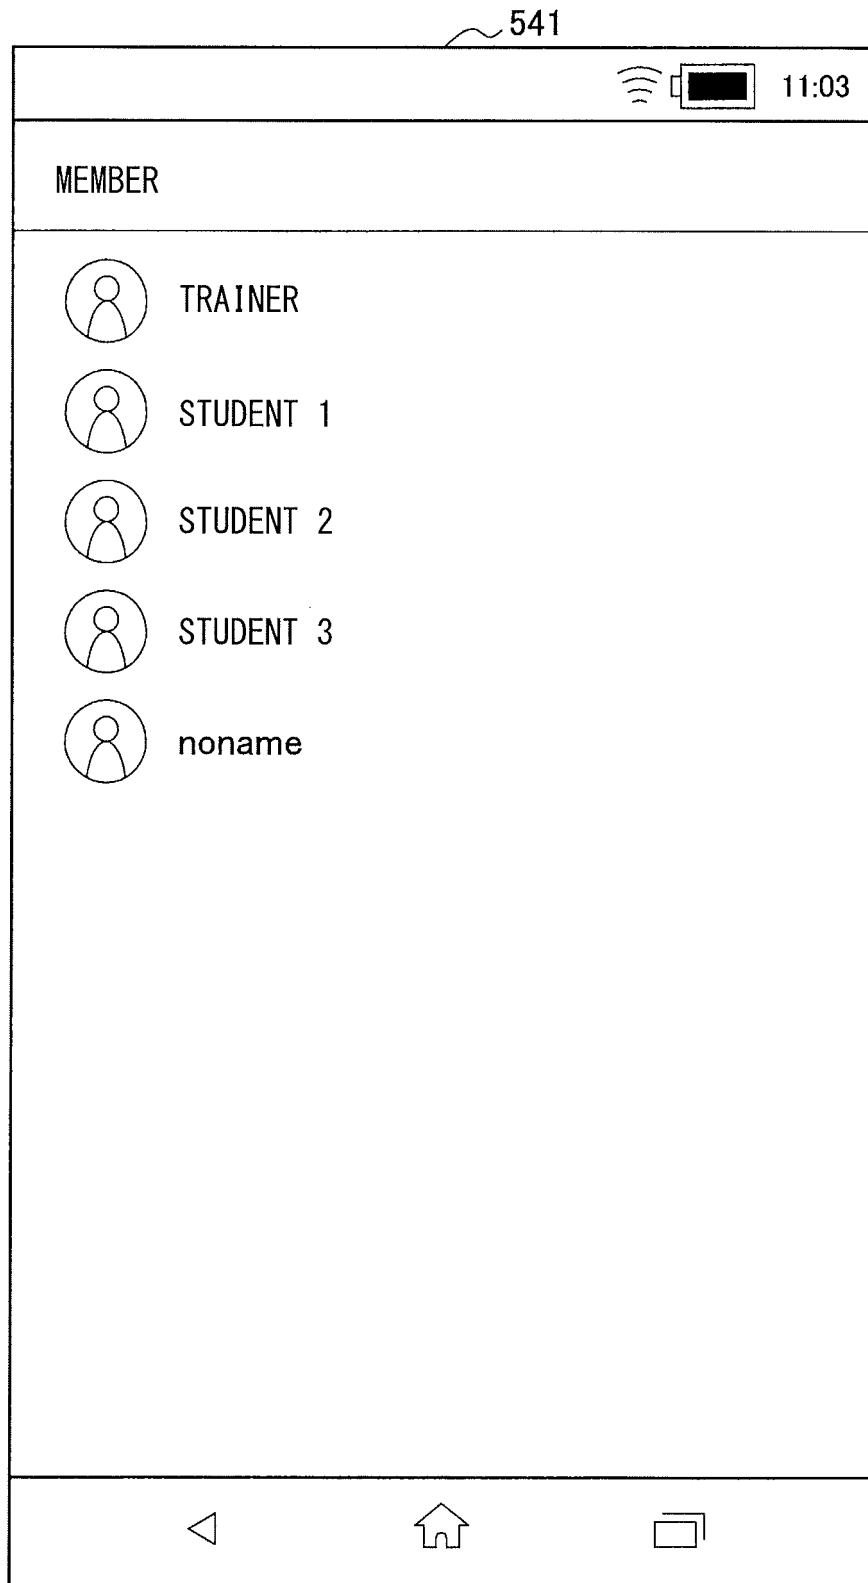 541
11:03
MEMBER
TRAINER
STUDENT 1
STUDENT 2
STUDENT 3
noname